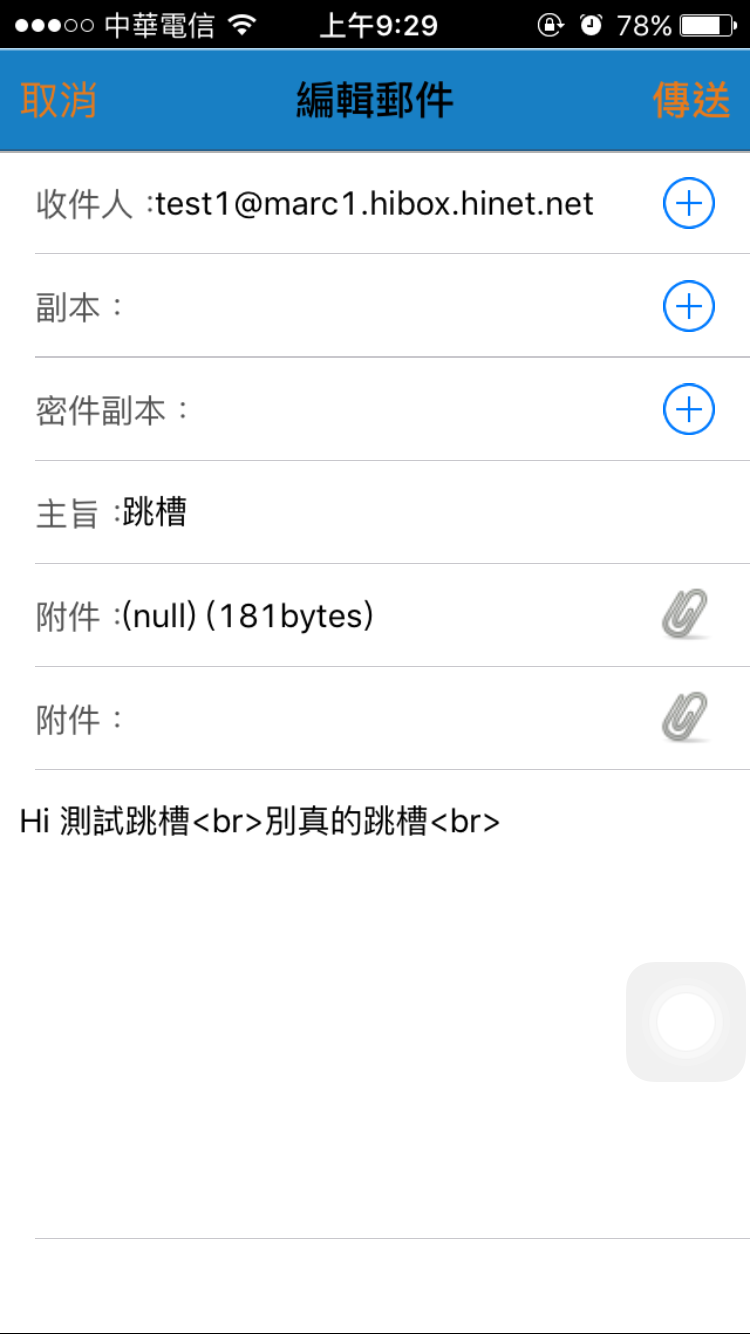 中華電信 上午9:29 78%
取消 編輯郵件 傳送
收件人 :test1@marc1.hibox.hinet.net
副本：
密件副本：
主旨 :跳槽
附件 :(null) (181bytes)
附件：
Hi 測試跳槽<br>別真的跳槽<br>